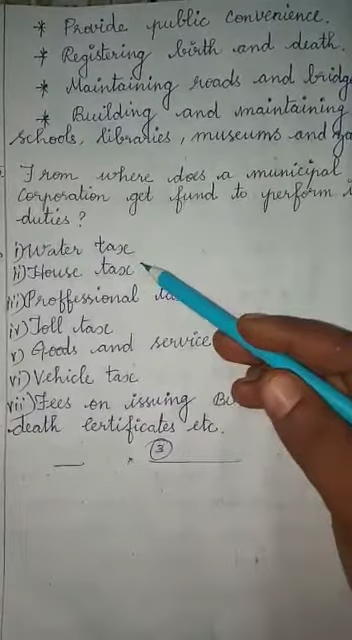 * Provide public convenience.
* Registering birth and death.
* Maintaining roads and bridge
* Building and maintaining
schools, libraries, museums and
From where does a municipal
Corporation get fund to perform
duties?
i) Water tax
ii) House tax
iii) Proffessional
iv) Toll tax
v) Goods and service
vi) Vehicle tax
vii) Fees on issuing
death certificates etc.
3